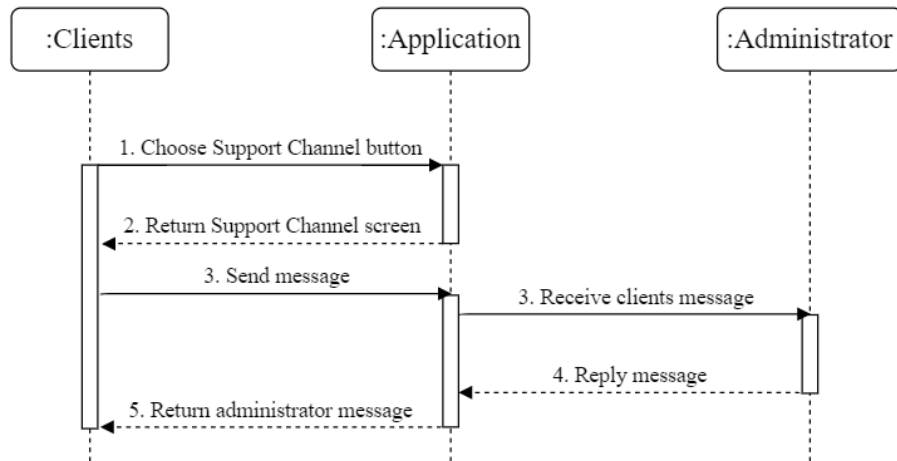 :Clients
:Application
:Administrator
1. Choose Support Channel button
2. Return Support Channel screen
3. Send message
3. Receive clients message
4. Reply message
5. Return administrator message